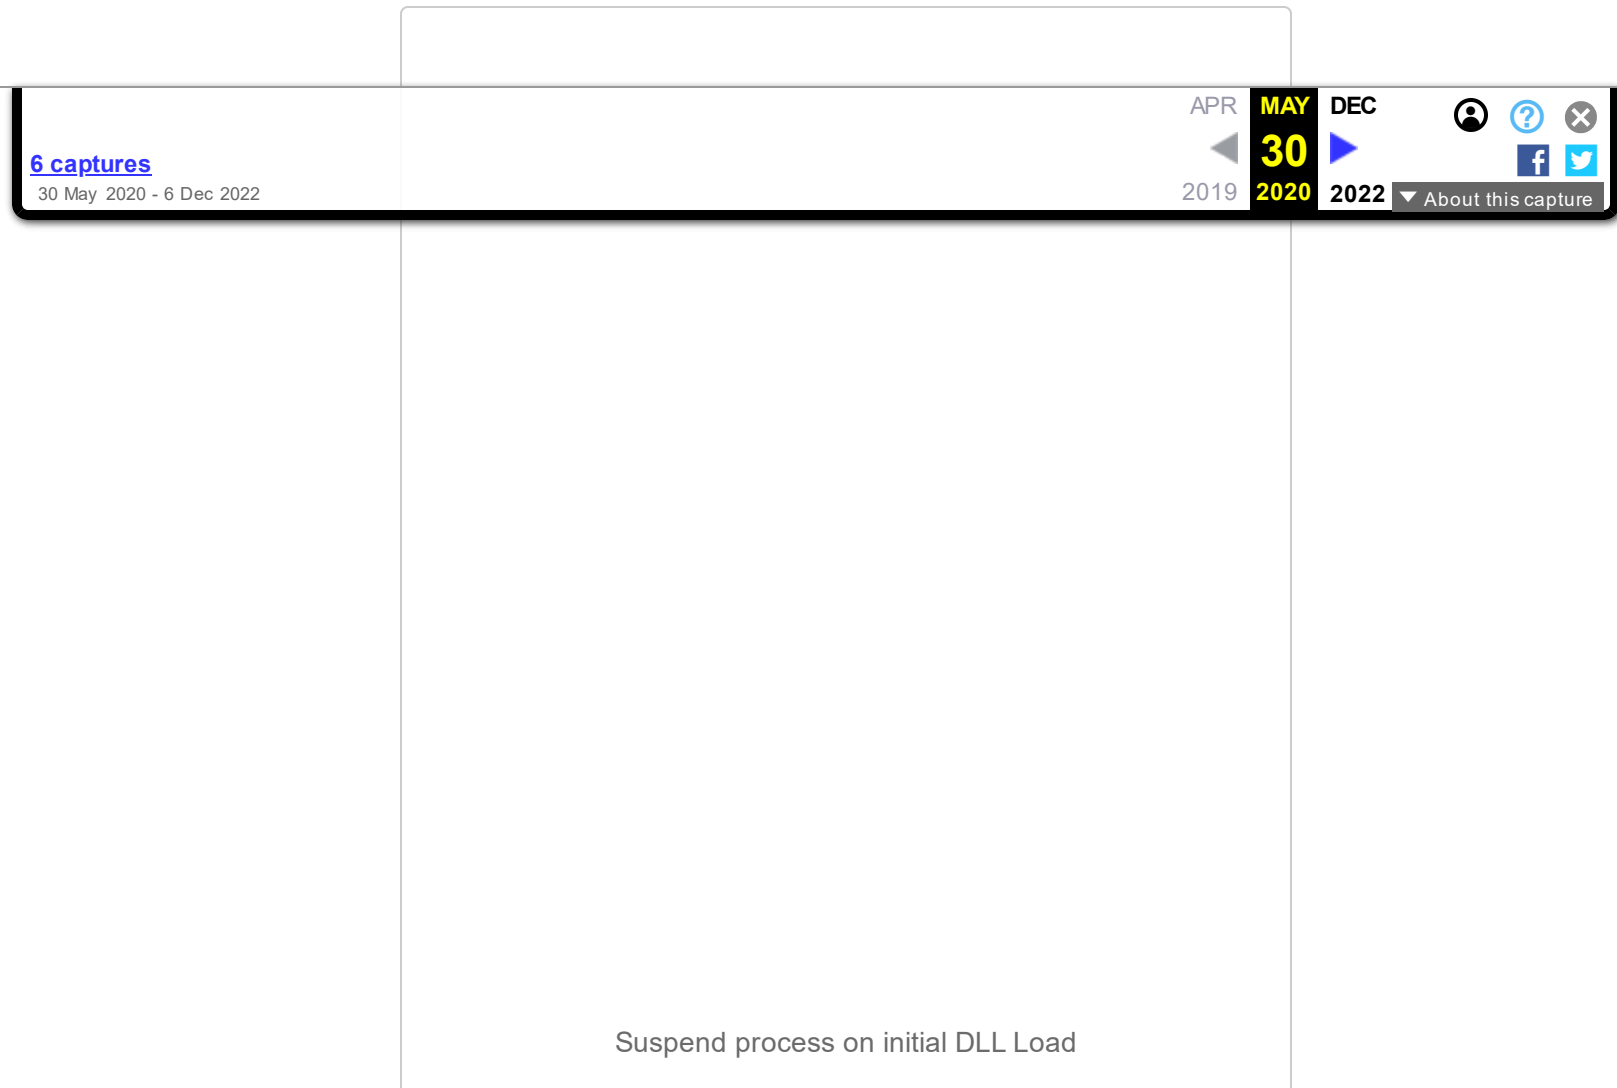 APR MAY DEC
30
6 captures
30 May 2020 - 6 Dec 2022
2019 2020 2022
About this capture
Suspend process on initial DLL Load